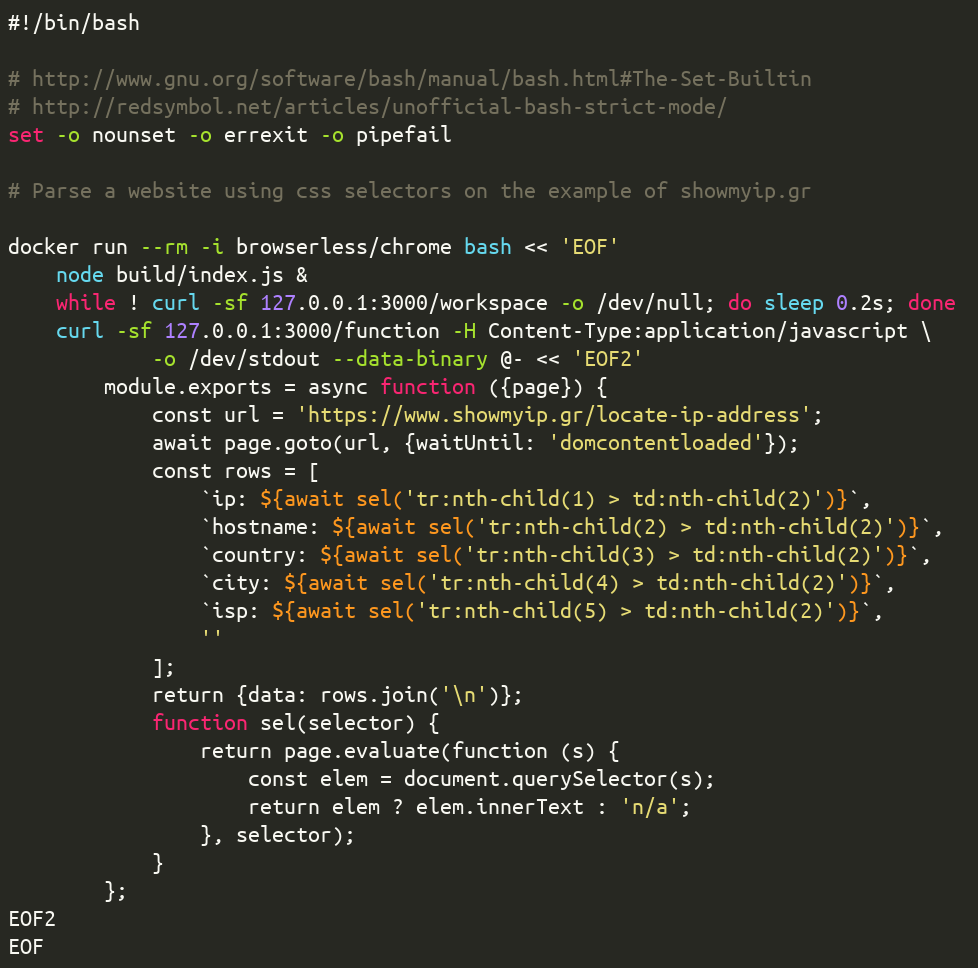 #!/bin/bash

# http://www.gnu.org/software/bash/manual/bash.html#The-Set-Builtin
# http://redsymbol.net/articles/unofficial-bash-strict-mode/
set -o nounset -o errexit -o pipefail

# Parse a website using css selectors on the example of showmyip.gr

docker run --rm -i browserless/chrome bash << 'EOF'
    node build/index.js &
    while ! curl -sf 127.0.0.1:3000/workspace -o /dev/null; do sleep 0.2s; done
    curl -sf 127.0.0.1:3000/function -H Content-Type:application/javascript \
            -o /dev/stdout --data-binary @- << 'EOF2'
        module.exports = async function ({page}) {
            const url = 'https://www.showmyip.gr/locate-ip-address';
            await page.goto(url, {waitUntil: 'domcontentloaded'});
            const rows = [
                `ip: ${await sel('tr:nth-child(1) > td:nth-child(2)')}`,
                `hostname: ${await sel('tr:nth-child(2) > td:nth-child(2)')}`,
                `country: ${await sel('tr:nth-child(3) > td:nth-child(2)')}`,
                `city: ${await sel('tr:nth-child(4) > td:nth-child(2)')}`,
                `isp: ${await sel('tr:nth-child(5) > td:nth-child(2)')}`,
                ''
            ];
            return {data: rows.join('\n')};
            function sel(selector) {
                return page.evaluate(function (s) {
                    const elem = document.querySelector(s);
                    return elem ? elem.innerText : 'n/a';
                }, selector);
            }
        };
EOF2
EOF